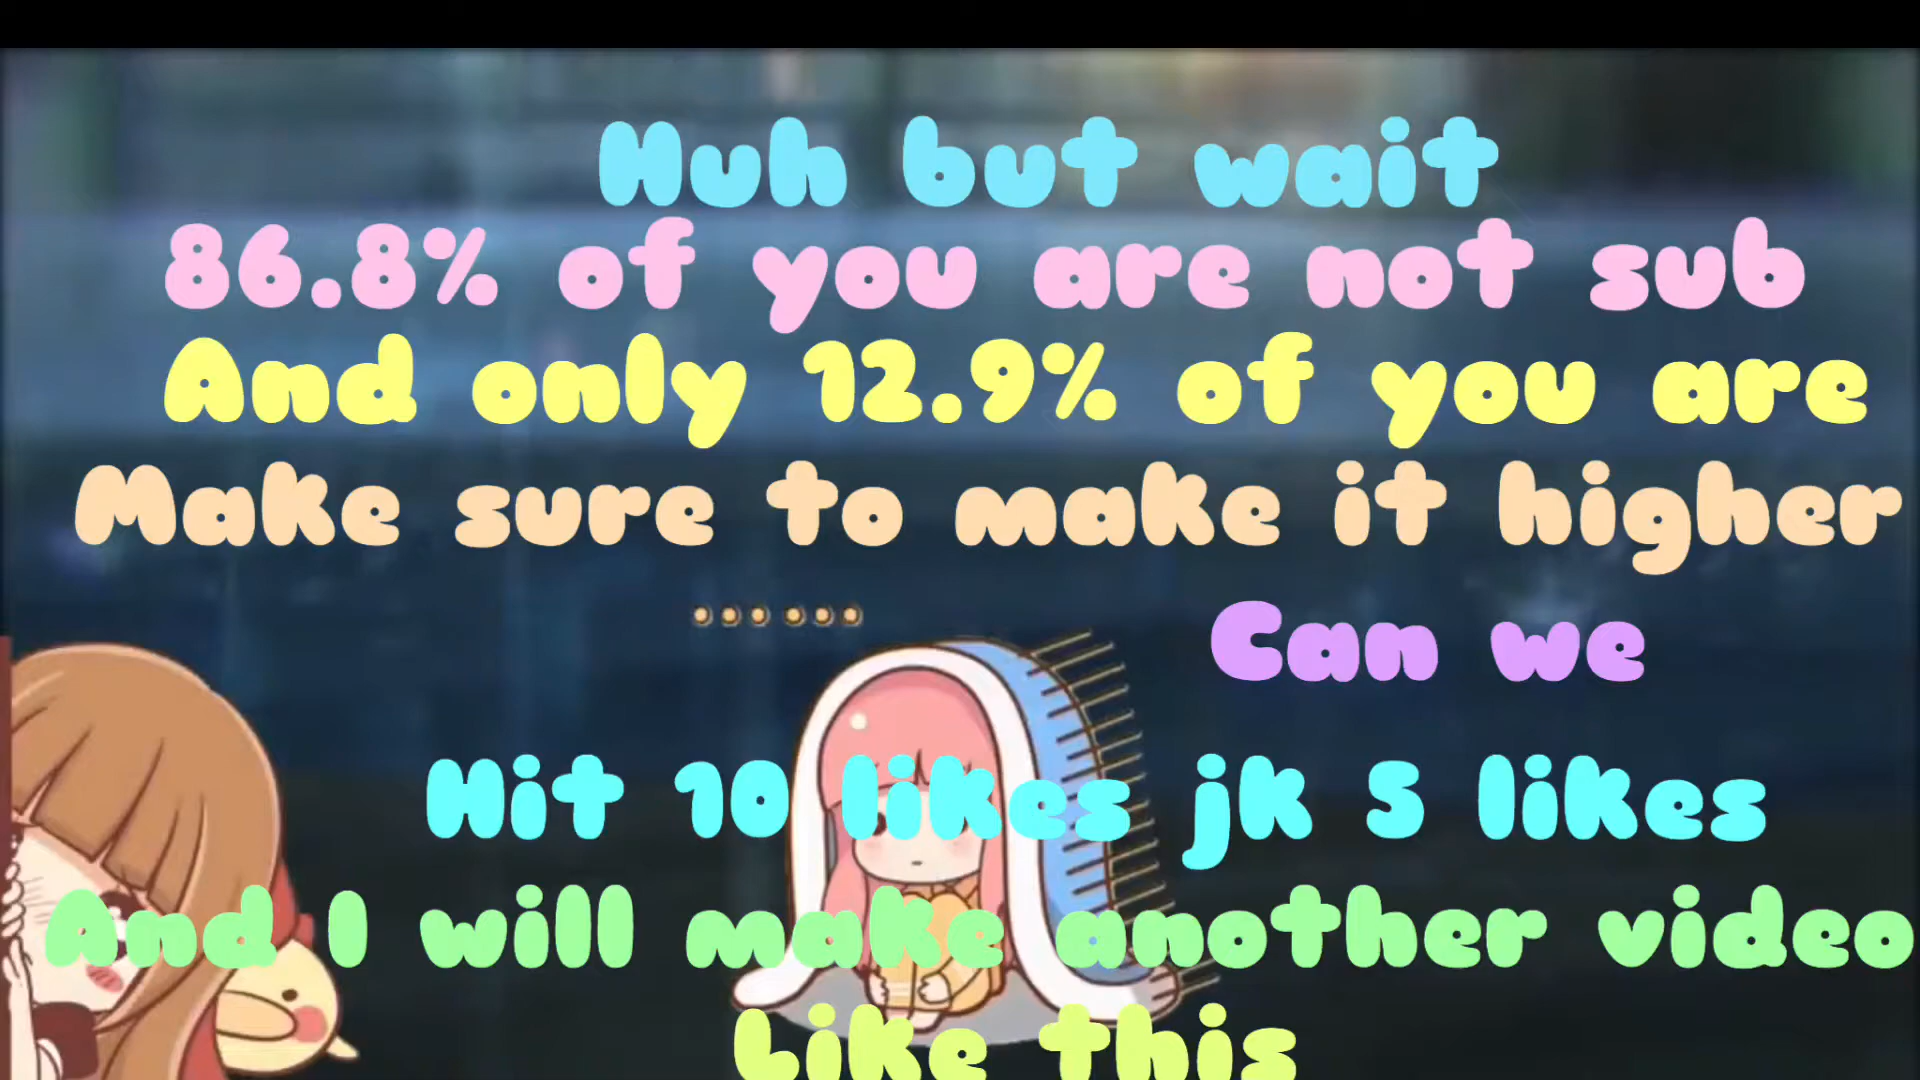 Huh but wait
86.8% of you are not sub
And only 12.9% of you are
Make sure to make it higher
Can we
Hit 10 likes jk 5 likes
And I will make another video
Like this